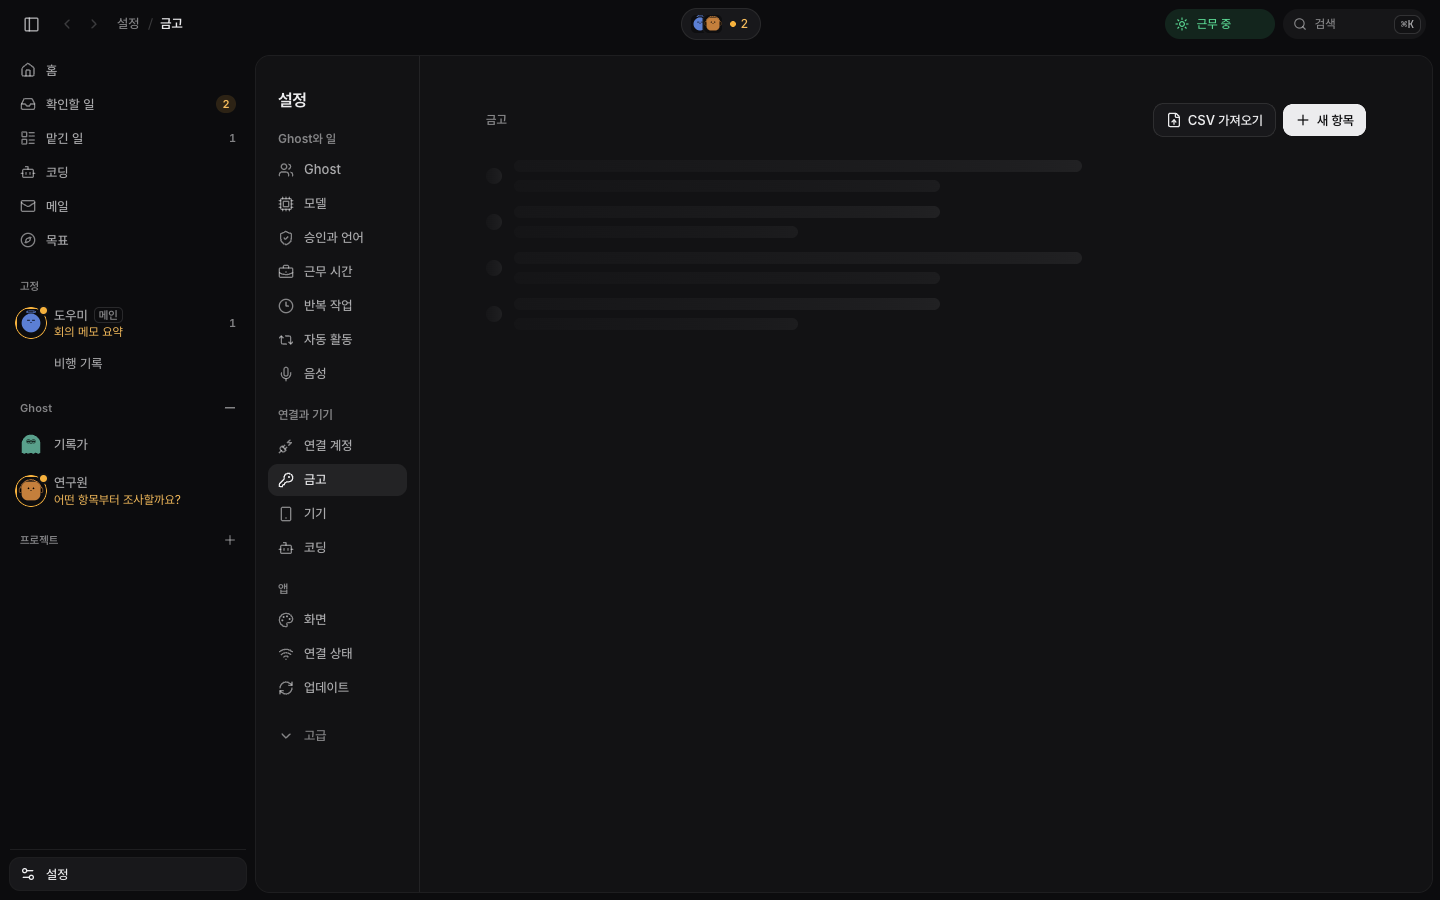 설정 / 금고
2
근무 중
검색
⌘K
홈
확인할 일
2
맡긴 일
1
코딩
메일
목표
고정
도우미 메인
회의 메모 요약
1
비행 기록
Ghost
기록가
연구원
어떤 항목부터 조사할까요?
프로젝트
설정
설정
Ghost와 일
Ghost
모델
승인과 언어
근무 시간
반복 작업
자동 활동
음성
연결과 기기
연결 계정
금고
기기
코딩
앱
화면
연결 상태
업데이트
고급
금고
CSV 가져오기
새 항목